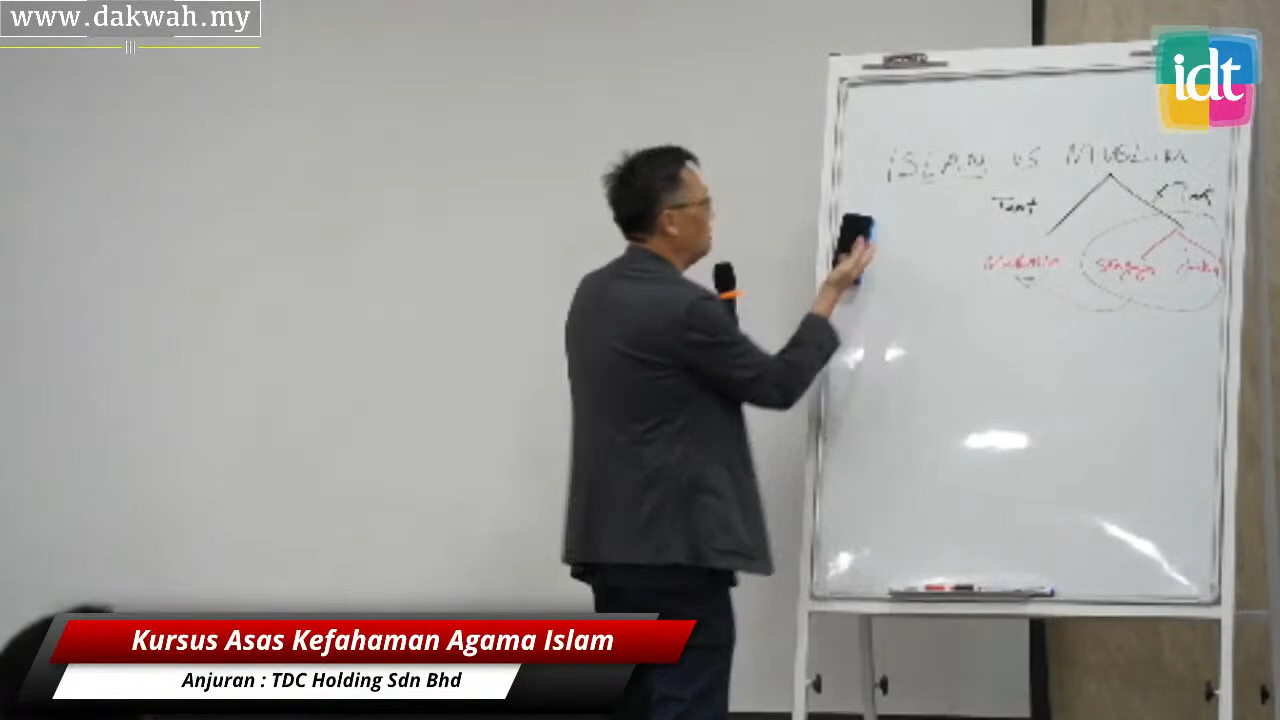 www.dakwah.my
idt
ISLAM VS MUSLIM
Taat
Kursus Asas Kefahaman Agama Islam
Anjuran : TDC Holding Sdn Bhd